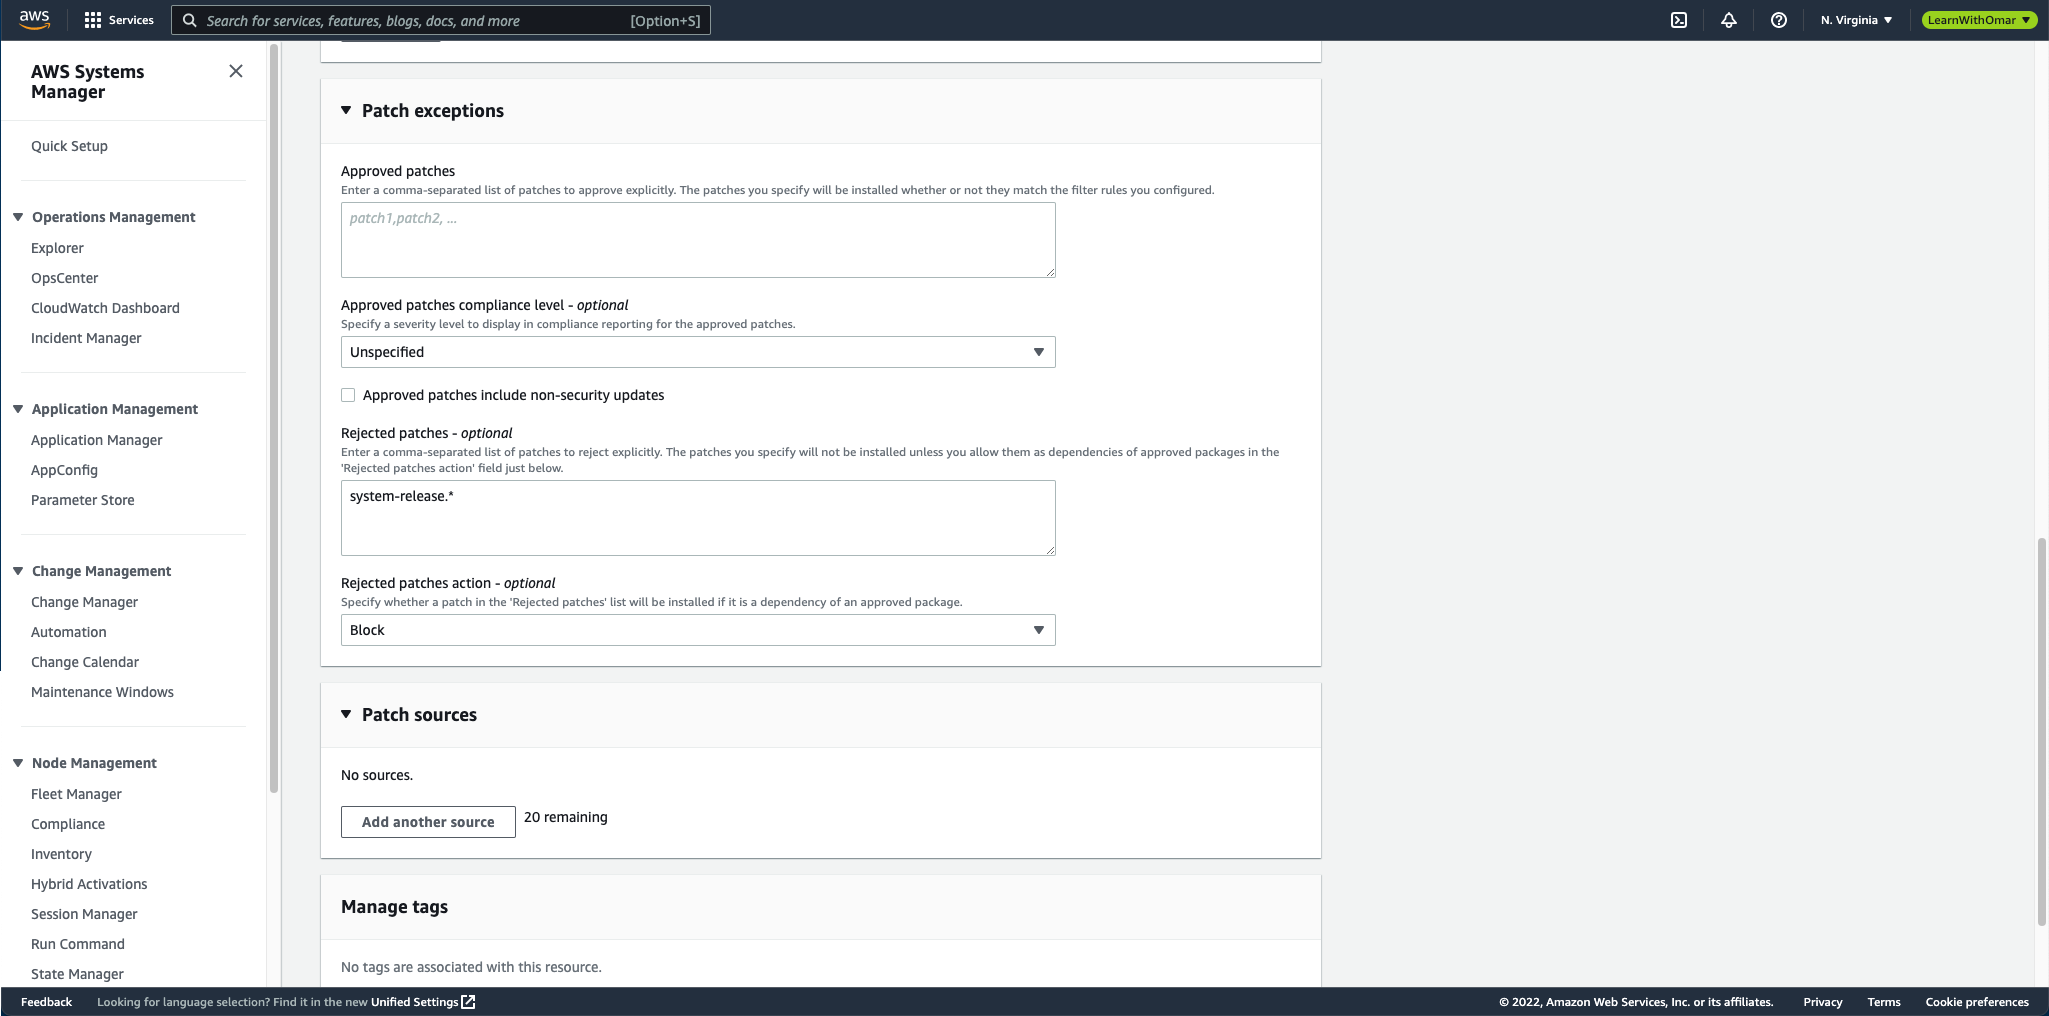 aws
Services
Search for services, features, blogs, docs, and more
[Option+S]
N. Virginia
LearnWithOmar
AWS Systems
Manager
Quick Setup
Operations Management
Explorer
OpsCenter
CloudWatch Dashboard
Incident Manager
Application Management
Application Manager
AppConfig
Parameter Store
Change Management
Change Manager
Automation
Change Calendar
Maintenance Windows
Node Management
Fleet Manager
Compliance
Inventory
Hybrid Activations
Session Manager
Run Command
State Manager
Patch exceptions
Approved patches
Enter a comma-separated list of patches to approve explicitly. The patches you specify will be installed whether or not they match the filter rules you configured.
patch1,patch2, ...
Approved patches compliance level - optional
Specify a severity level to display in compliance reporting for the approved patches.
Unspecified
Approved patches include non-security updates
Rejected patches - optional
Enter a comma-separated list of patches to reject explicitly. The patches you specify will not be installed unless you allow them as dependencies of approved packages in the
'Rejected patches action' field just below.
system-release.*
Rejected patches action - optional
Specify whether a patch in the 'Rejected patches' list will be installed if it is a dependency of an approved package.
Block
Patch sources
No sources.
Add another source
20 remaining
Manage tags
No tags are associated with this resource.
Feedback
Looking for language selection? Find it in the new Unified Settings
© 2022, Amazon Web Services, Inc. or its affiliates.
Privacy
Terms
Cookie preferences